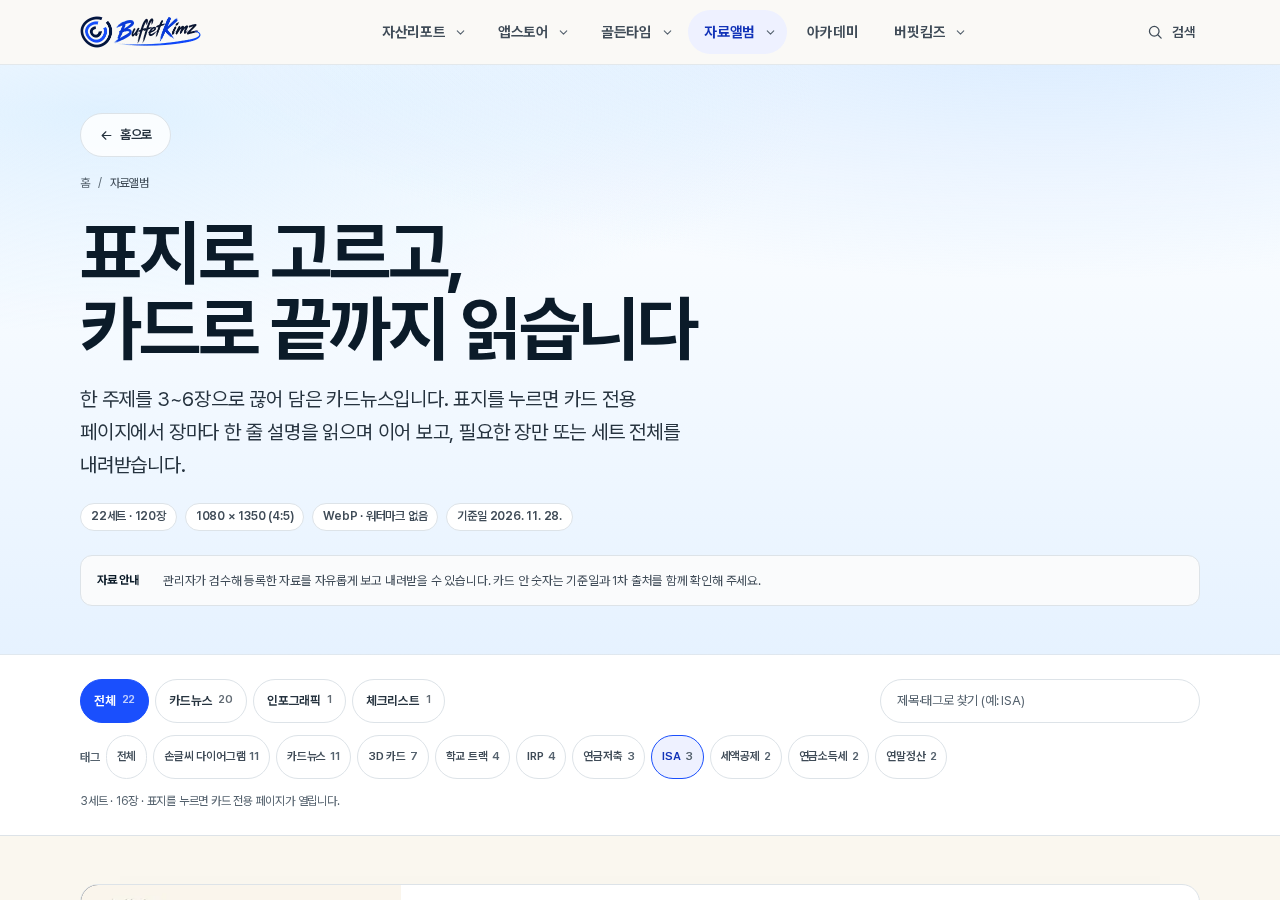 BuffetKimz
자산리포트
앱스토어
골든타임
자료앨범
아카데미
버핏킴즈
검색
← 홈으로
홈 / 자료앨범
표지로 고르고,
카드로 끝까지 읽습니다
한 주제를 3~6장으로 끊어 담은 카드뉴스입니다. 표지를 누르면 카드 전용
페이지에서 장마다 한 줄 설명을 읽으며 이어 보고, 필요한 장만 또는 세트 전체를
내려받습니다.
22세트 · 120장
1080 × 1350 (4:5)
WebP · 워터마크 없음
기준일 2026. 11. 28.
자료 안내
관리자가 검수해 등록한 자료를 자유롭게 보고 내려받을 수 있습니다. 카드 안 숫자는 기준일과 1차 출처를 함께 확인해 주세요.
전체 22
카드뉴스 20
인포그래픽 1
체크리스트 1
제목·태그로 찾기 (예: ISA)
태그
전체
손글씨 다이어그램 11
카드뉴스 11
3D 카드 7
학교 트랙 4
IRP 4
연금저축 3
ISA 3
세액공제 2
연금소득세 2
연말정산 2
3세트 · 16장 · 표지를 누르면 카드 전용 페이지가 열립니다.